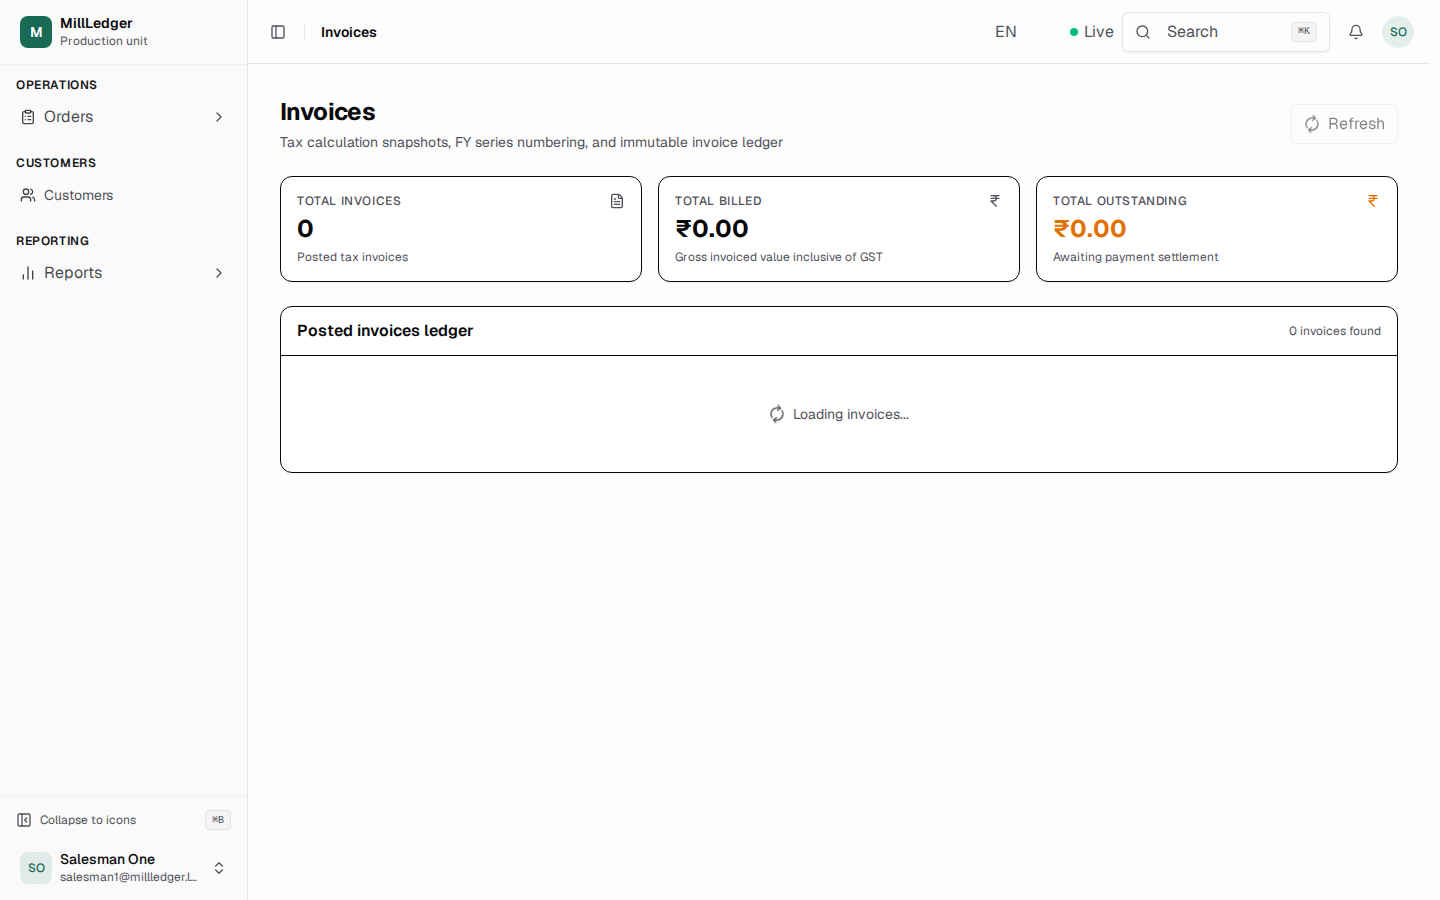 M
MillLedger
Production unit
OPERATIONS
Orders
CUSTOMERS
Customers
REPORTING
Reports
Collapse to icons
⌘B
SO
Salesman One
salesman1@millledger.l...
Invoices
EN
Live
Search
⌘K
SO
Invoices
Tax calculation snapshots, FY series numbering, and immutable invoice ledger
Refresh
TOTAL INVOICES
0
Posted tax invoices
TOTAL BILLED
₹
₹0.00
Gross invoiced value inclusive of GST
TOTAL OUTSTANDING
₹
₹0.00
Awaiting payment settlement
Posted invoices ledger
0 invoices found
Loading invoices...